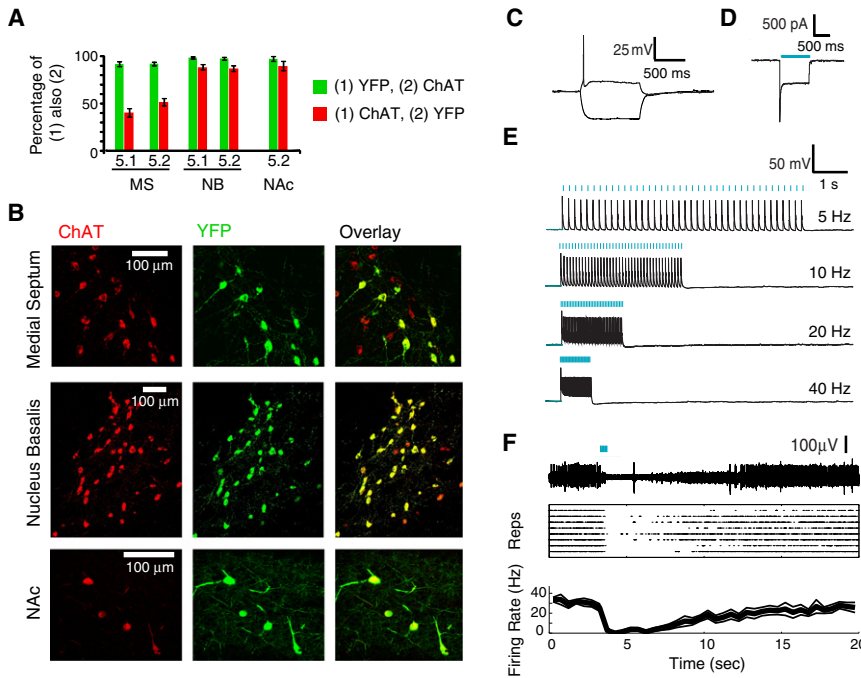 A
Percentage of
(1) also (2)
100
50
0
5.1 5.2 5.1 5.2 5.2
MS NB NAc
(1) YFP, (2) ChAT
(1) ChAT, (2) YFP
B
ChAT YFP Overlay
Medial Septum
100 µm
Nucleus Basalis
100 µm
NAc
100 µm
C
25 mV
500 ms
D
500 pA
500 ms
E
50 mV
1 s
5 Hz
10 Hz
20 Hz
40 Hz
F
100µV
Reps
Firing Rate (Hz)
40
20
0
0 5 10 15 20
Time (sec)